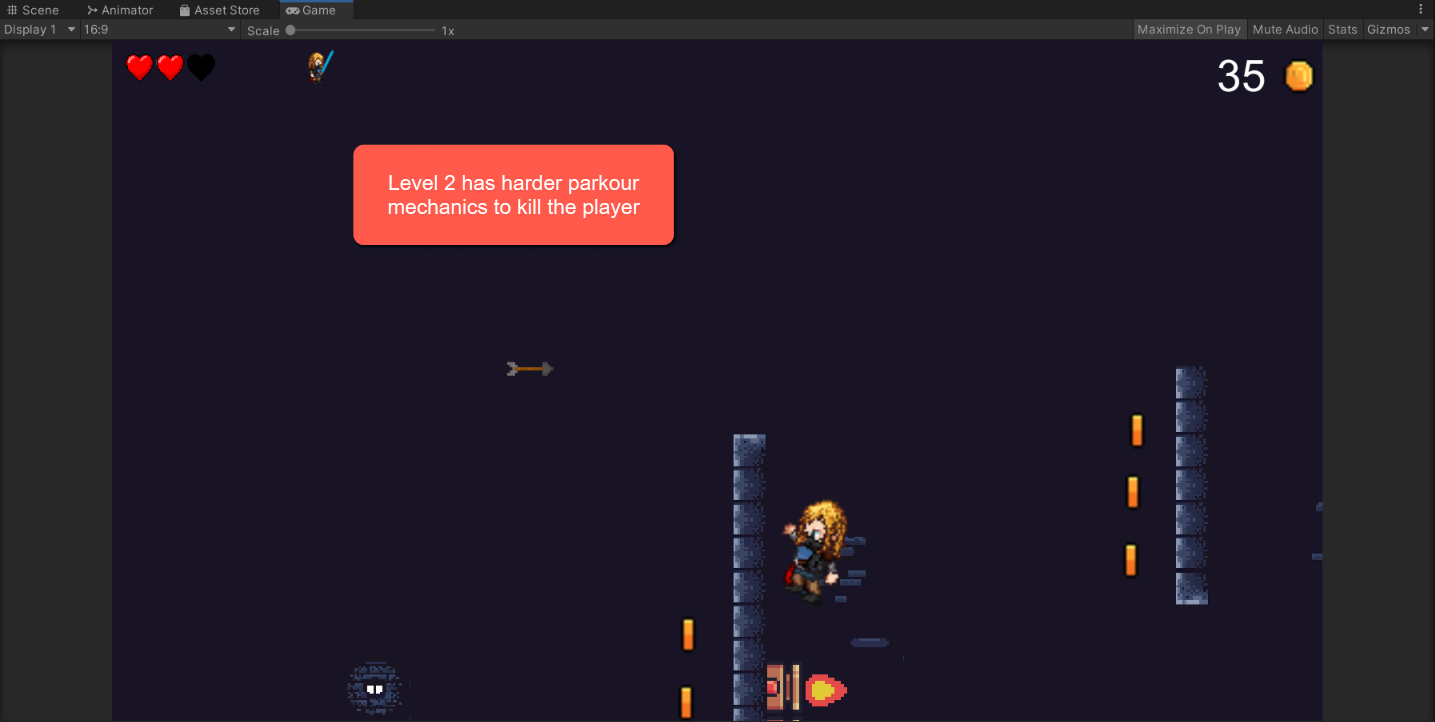 Scene Animator Asset Store Game
Display 1 16:9 Scale 1x Maximize On Play Mute Audio Stats Gizmos
35
Level 2 has harder parkour
mechanics to kill the player